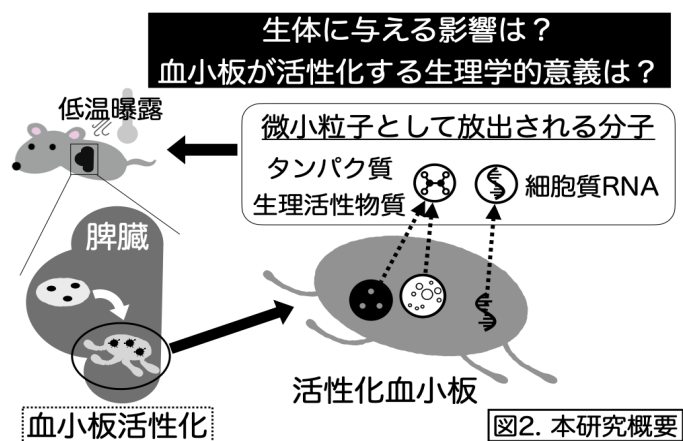 生体に与える影響は？
血小板が活性化する生理学的意義は？
低温曝露
微小粒子として放出される分子
タンパク質
生理活性物質
細胞質RNA
脾臓
血小板活性化
活性化血小板
図2. 本研究概要